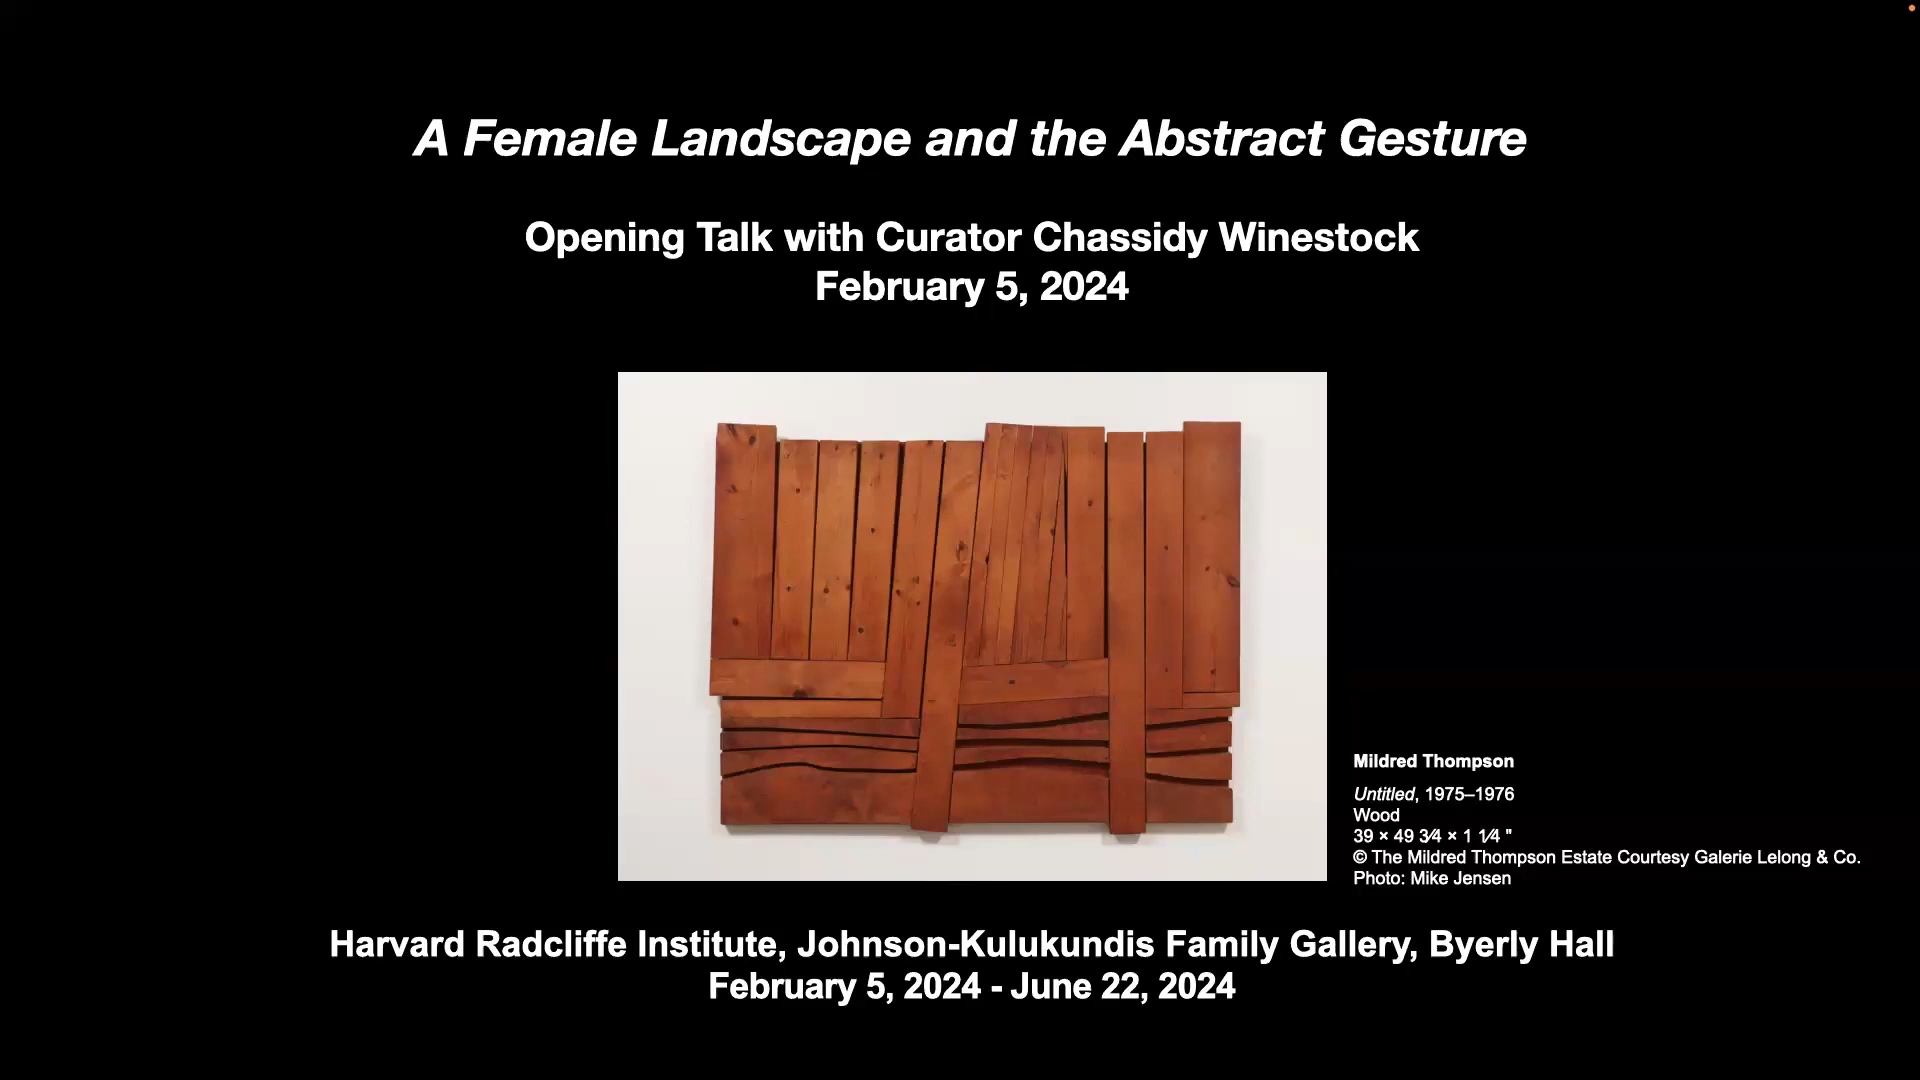 A Female Landscape and the Abstract Gesture
Opening Talk with Curator Chassidy Winestock
February 5, 2024
Mildred Thompson
Untitled, 1975–1976
Wood
39 × 49 3⁄4 × 1 1⁄4 "
© The Mildred Thompson Estate Courtesy Galerie Lelong & Co.
Photo: Mike Jensen
Harvard Radcliffe Institute, Johnson-Kulukundis Family Gallery, Byerly Hall
February 5, 2024 - June 22, 2024